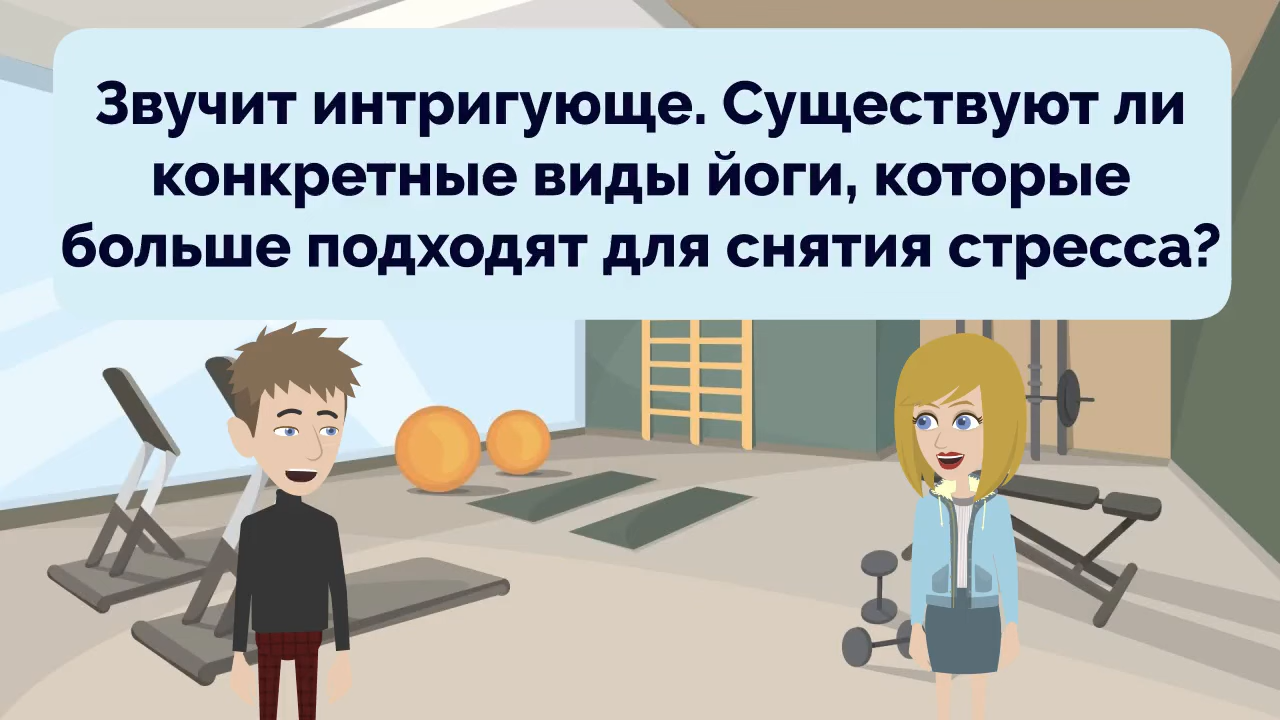 Звучит интригующе. Существуют ли
конкретные виды йоги, которые
больше подходят для снятия стресса?